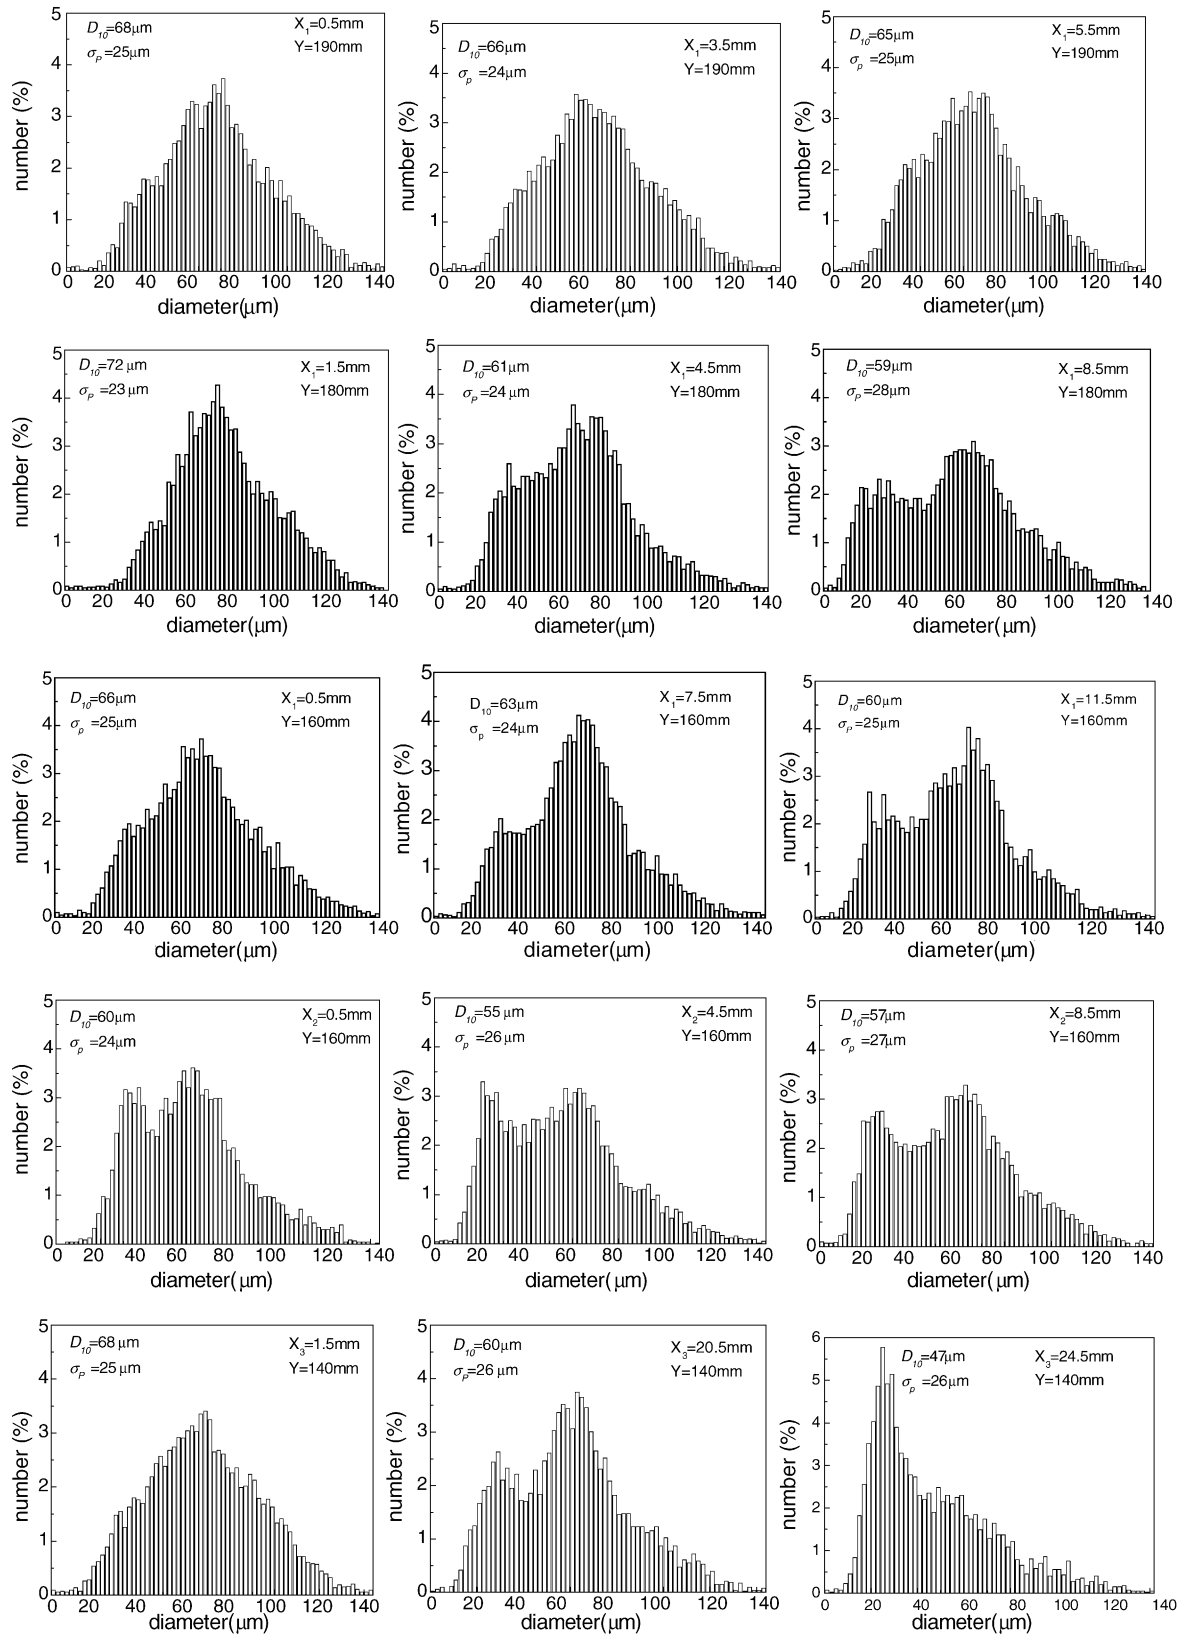 D10=68μm X1=0.5mm
σP=25μm Y=190mm
number (%)
5
4
3
2
1
0
0 20 40 60 80 100 120 140
diameter(μm)
D10=66μm X1=3.5mm
σp=24μm Y=190mm
number (%)
5
4
3
2
1
0
0 20 40 60 80 100 120 140
diameter(μm)
D10=65μm X1=5.5mm
σp=25μm Y=190mm
number (%)
5
4
3
2
1
0
0 20 40 60 80 100 120 140
diameter(μm)
D10=72 μm X1=1.5mm
σP =23 μm Y=180mm
number (%)
5
4
3
2
1
0
0 20 40 60 80 100 120 140
diameter(μm)
D10=61μm X1=4.5mm
σP=24 μm Y=180mm
number (%)
5
4
3
2
1
0
0 20 40 60 80 100 120 140
diameter(μm)
D10=59μm X1=8.5mm
σP=28μm Y=180mm
number (%)
5
4
3
2
1
0
0 20 40 60 80 100 120 140
diameter(μm)
D10=66μm X1=0.5mm
σp =25μm Y=160mm
number (%)
5
4
3
2
1
0
0 20 40 60 80 100 120 140
diameter(μm)
D10=63μm X1=7.5mm
σp =24μm Y=160mm
number (%)
5
4
3
2
1
0
0 20 40 60 80 100 120 140
diameter(μm)
D10=60μm X1=11.5mm
σP=25μm Y=160mm
number (%)
5
4
3
2
1
0
0 20 40 60 80 100 120 140
diameter(μm)
D10=60μm X2=0.5mm
σp =24μm Y=160mm
number (%)
5
4
3
2
1
0
0 20 40 60 80 100 120 140
diameter(μm)
D10=55 μm X2=4.5mm
σp =26 μm Y=160mm
number (%)
5
4
3
2
1
0
0 20 40 60 80 100 120 140
diameter(μm)
D10=57μm X2=8.5mm
σp =27μm Y=160mm
number (%)
5
4
3
2
1
0
0 20 40 60 80 100 120 140
diameter(μm)
D10=68 μm X3=1.5mm
σP =25 μm Y=140mm
number (%)
5
4
3
2
1
0
0 20 40 60 80 100 120 140
diameter(μm)
D10=60μm X3=20.5mm
σP=26 μm Y=140mm
number (%)
5
4
3
2
1
0
0 20 40 60 80 100 120 140
diameter(μm)
D10=47μm X3=24.5mm
σp =26μm Y=140mm
number (%)
6
5
4
3
2
1
0
0 20 40 60 80 100 120 140
diameter(μm)